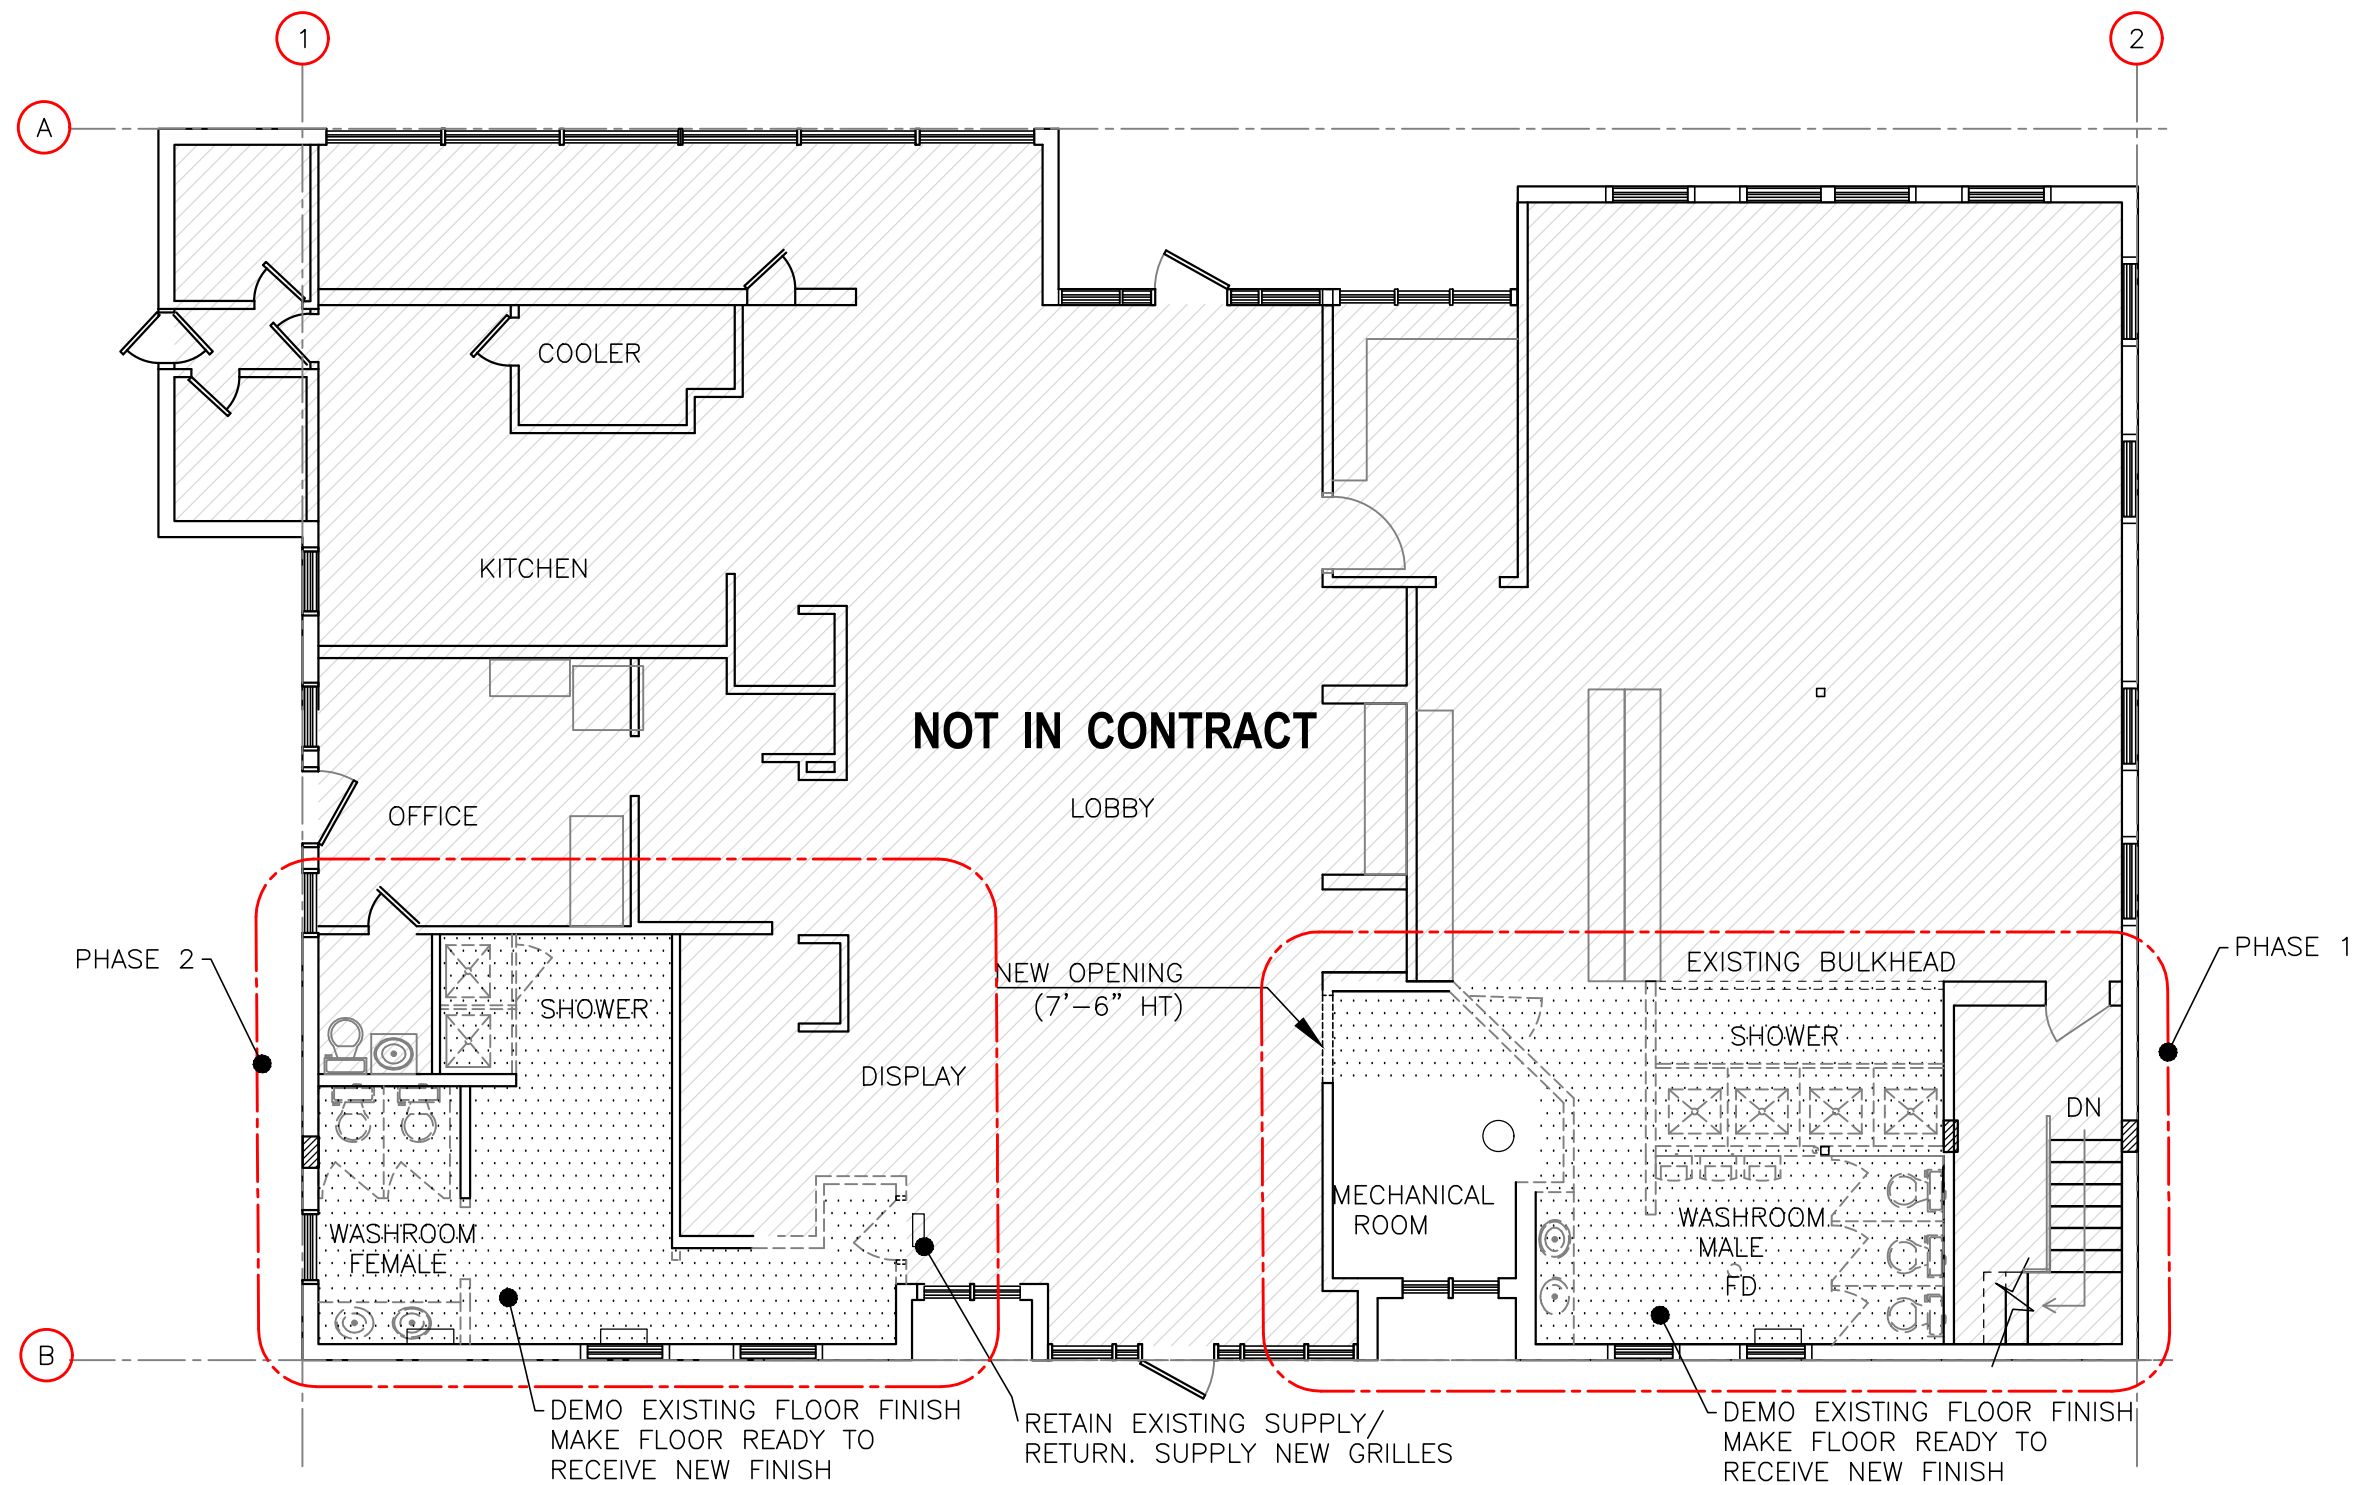 1
2
A
COOLER
KITCHEN
NOT IN CONTRACT
OFFICE
LOBBY
PHASE 2
PHASE 1
NEW OPENING
(7'-6" HT)
EXISTING BULKHEAD
SHOWER
SHOWER
DISPLAY
DN
MECHANICAL
ROOM
WASHROOM
FEMALE
WASHROOM
MALE
FD
B
DEMO EXISTING FLOOR FINISH
MAKE FLOOR READY TO
RECEIVE NEW FINISH
RETAIN EXISTING SUPPLY/
RETURN. SUPPLY NEW GRILLES
DEMO EXISTING FLOOR FINISH
MAKE FLOOR READY TO
RECEIVE NEW FINISH